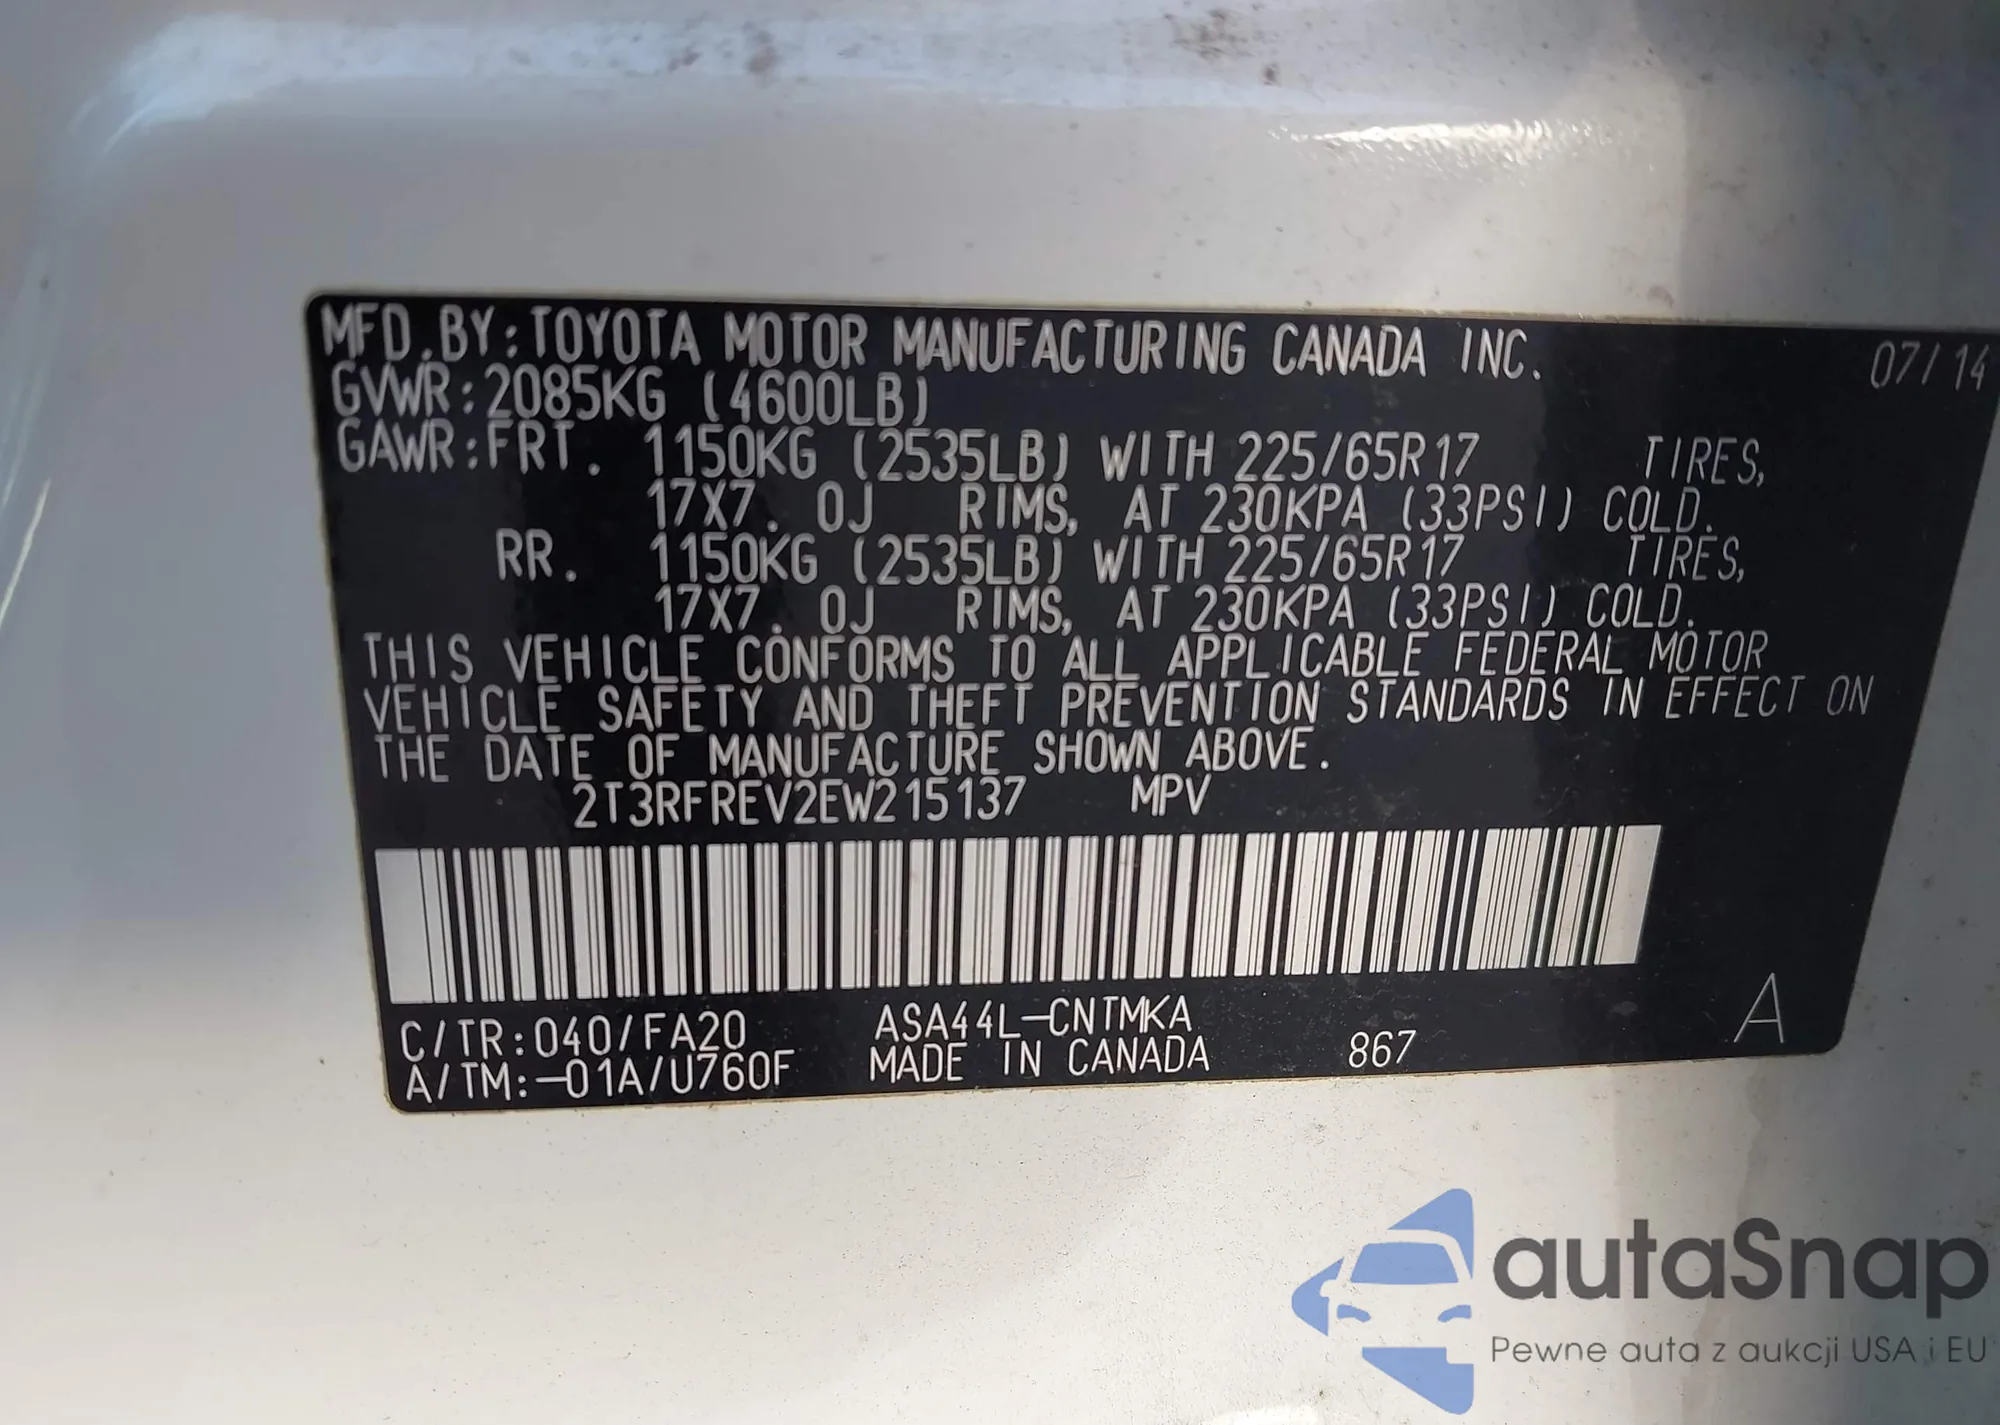 MFD.BY:TOYOTA MOTOR MANUFACTURING CANADA INC. 07/14
GVWR:2085KG (4600LB)
GAWR:FRT. 1150KG (2535LB) WITH 225/65R17 TIRES,
17X7. 0J RIMS, AT 230KPA (33PSI) COLD.
RR. 1150KG (2535LB) WITH 225/65R17 TIRES,
17X7. 0J RIMS, AT 230KPA (33PSI) COLD.
THIS VEHICLE CONFORMS TO ALL APPLICABLE FEDERAL MOTOR
VEHICLE SAFETY AND THEFT PREVENTION STANDARDS IN EFFECT ON
THE DATE OF MANUFACTURE SHOWN ABOVE.
2T3RFREV2EW215137 MPV
C/TR:040/FA20 ASA44L-CNTMKA
A/TM:-01A/U760F MADE IN CANADA 867 A
autaSnap
Pewne auta z aukcji USA i EU